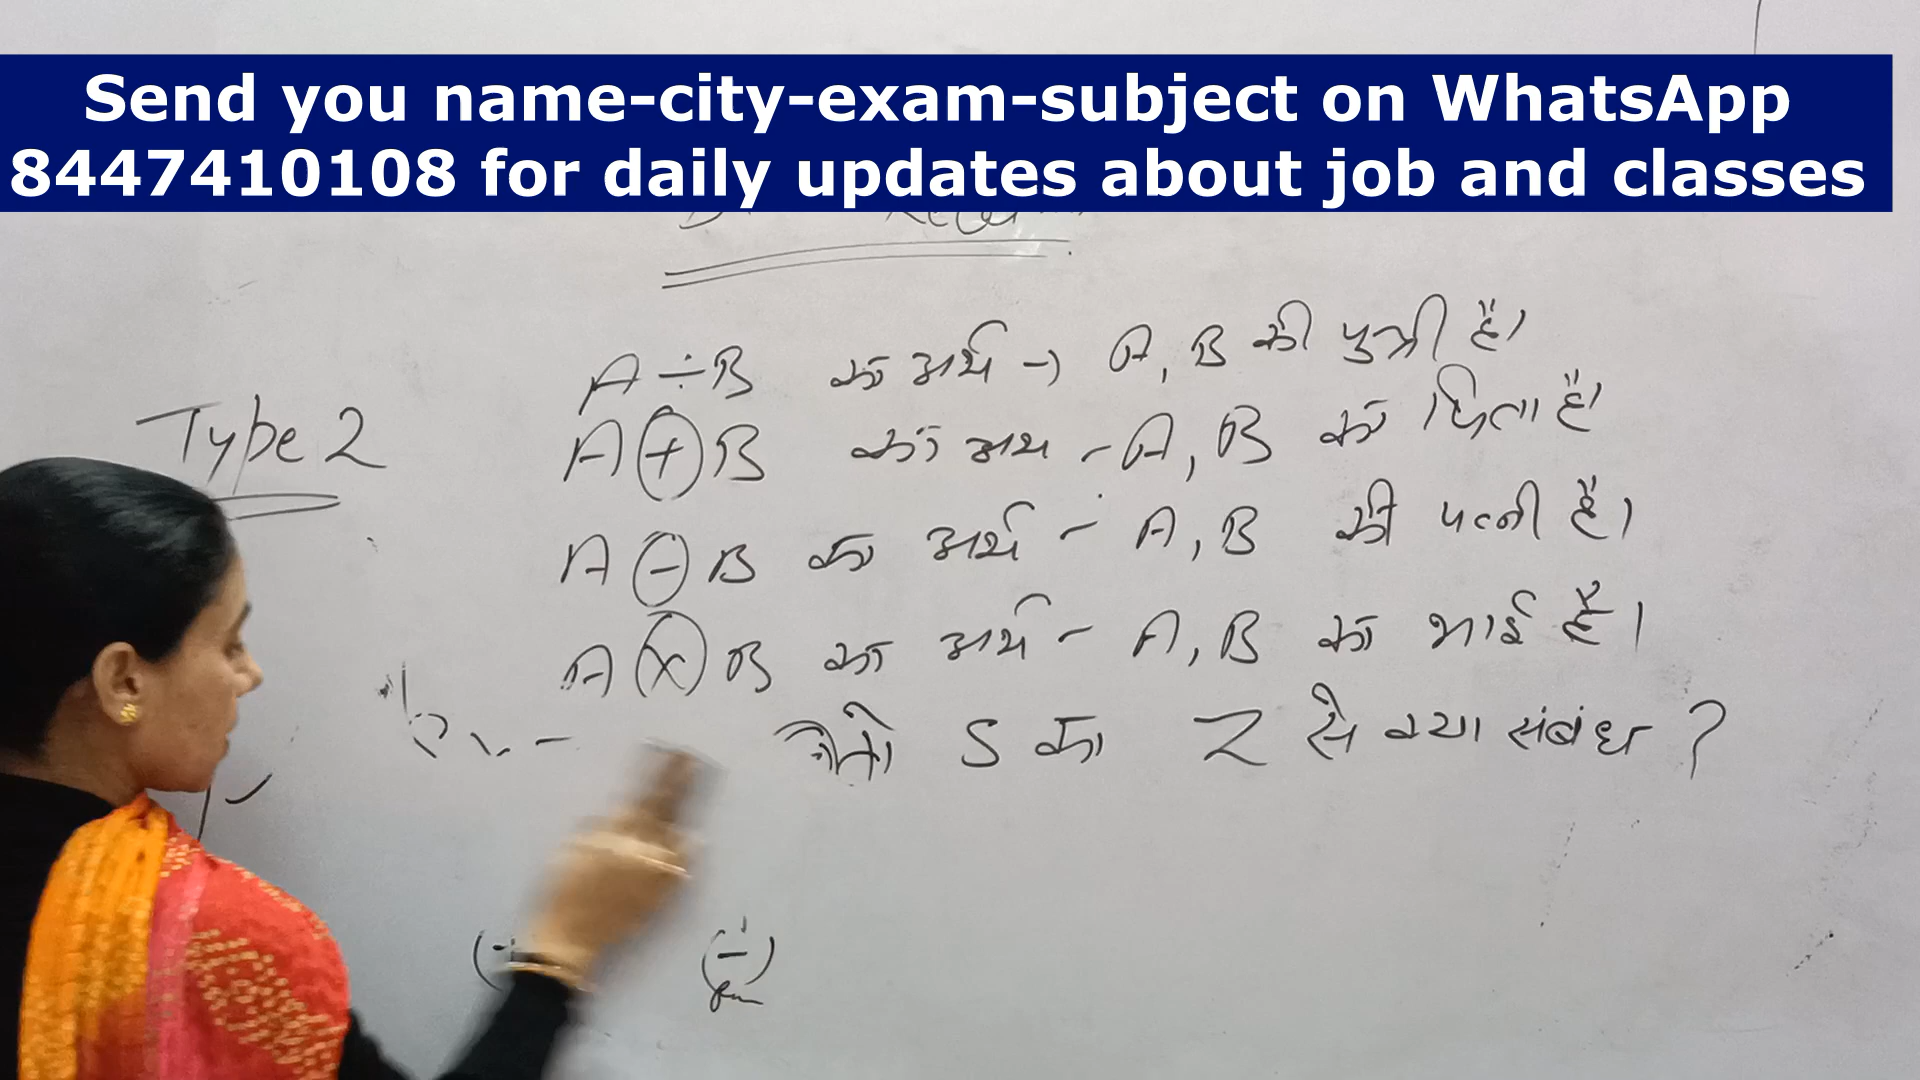 Send you name-city-exam-subject on WhatsApp
8447410108 for daily updates about job and classes
Type 2
A ÷ B का अर्थ → A, B की पुत्री है।
A + B का अर्थ - A, B का पिता है।
A - B का अर्थ - A, B की पत्नी है।
A × B का अर्थ - A, B का भाई है।
तो S का Z से क्या संबंध ?
(-)